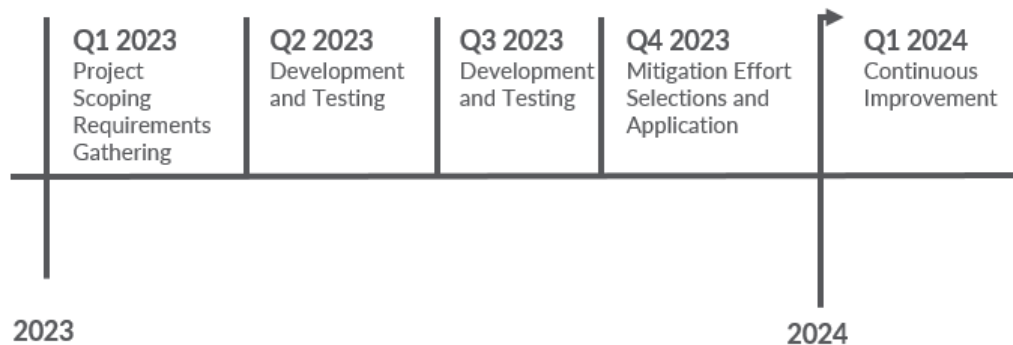 Q1 2023
Project
Scoping
Requirements
Gathering
Q2 2023
Development
and Testing
Q3 2023
Development
and Testing
Q4 2023
Mitigation Effort
Selections and
Application
Q1 2024
Continuous
Improvement
2023
2024